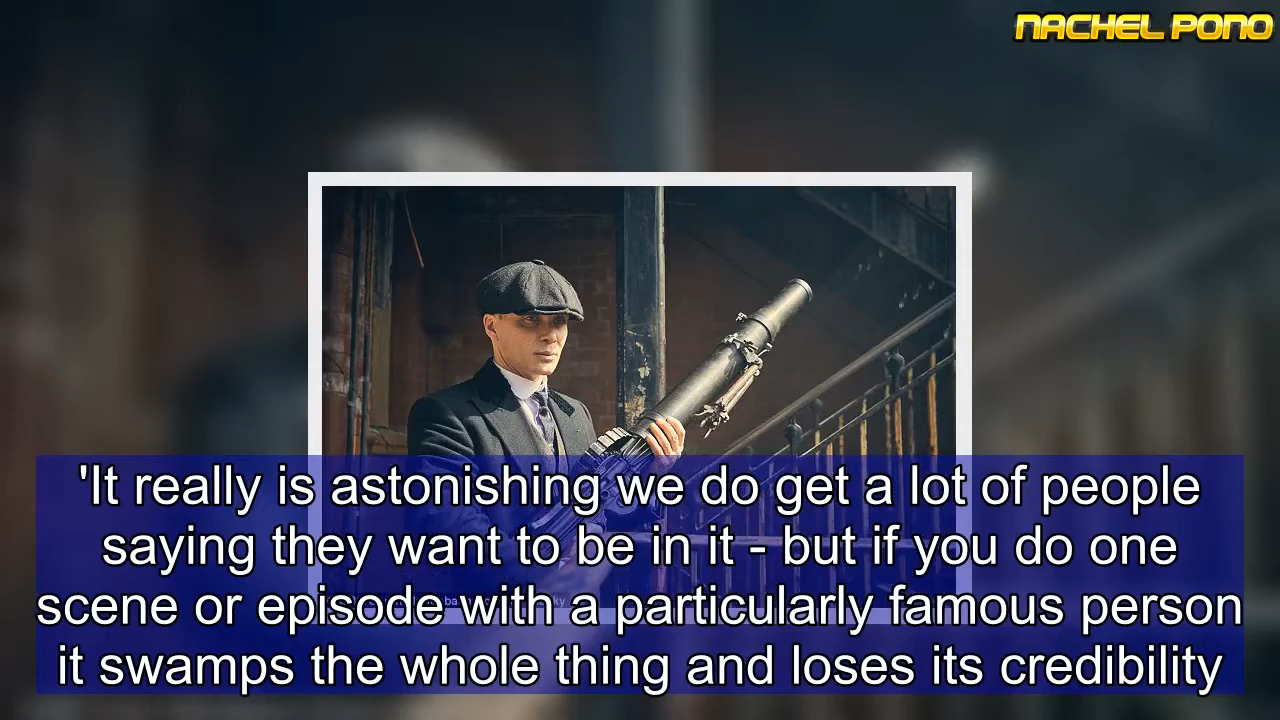 NACHEL PONO
'It really is astonishing we do get a lot of people
saying they want to be in it - but if you do one
scene or episode with a particularly famous person
it swamps the whole thing and loses its credibility